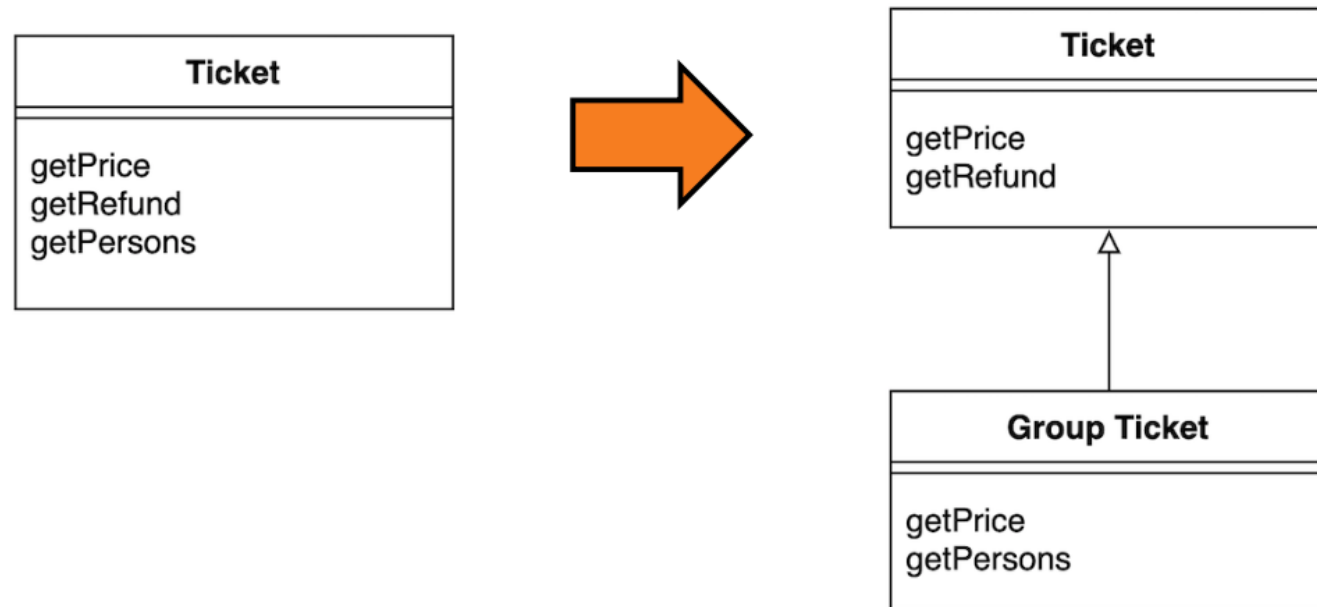 Ticket
getPrice
getRefund
getPersons
Ticket
getPrice
getRefund
Group Ticket
getPrice
getPersons